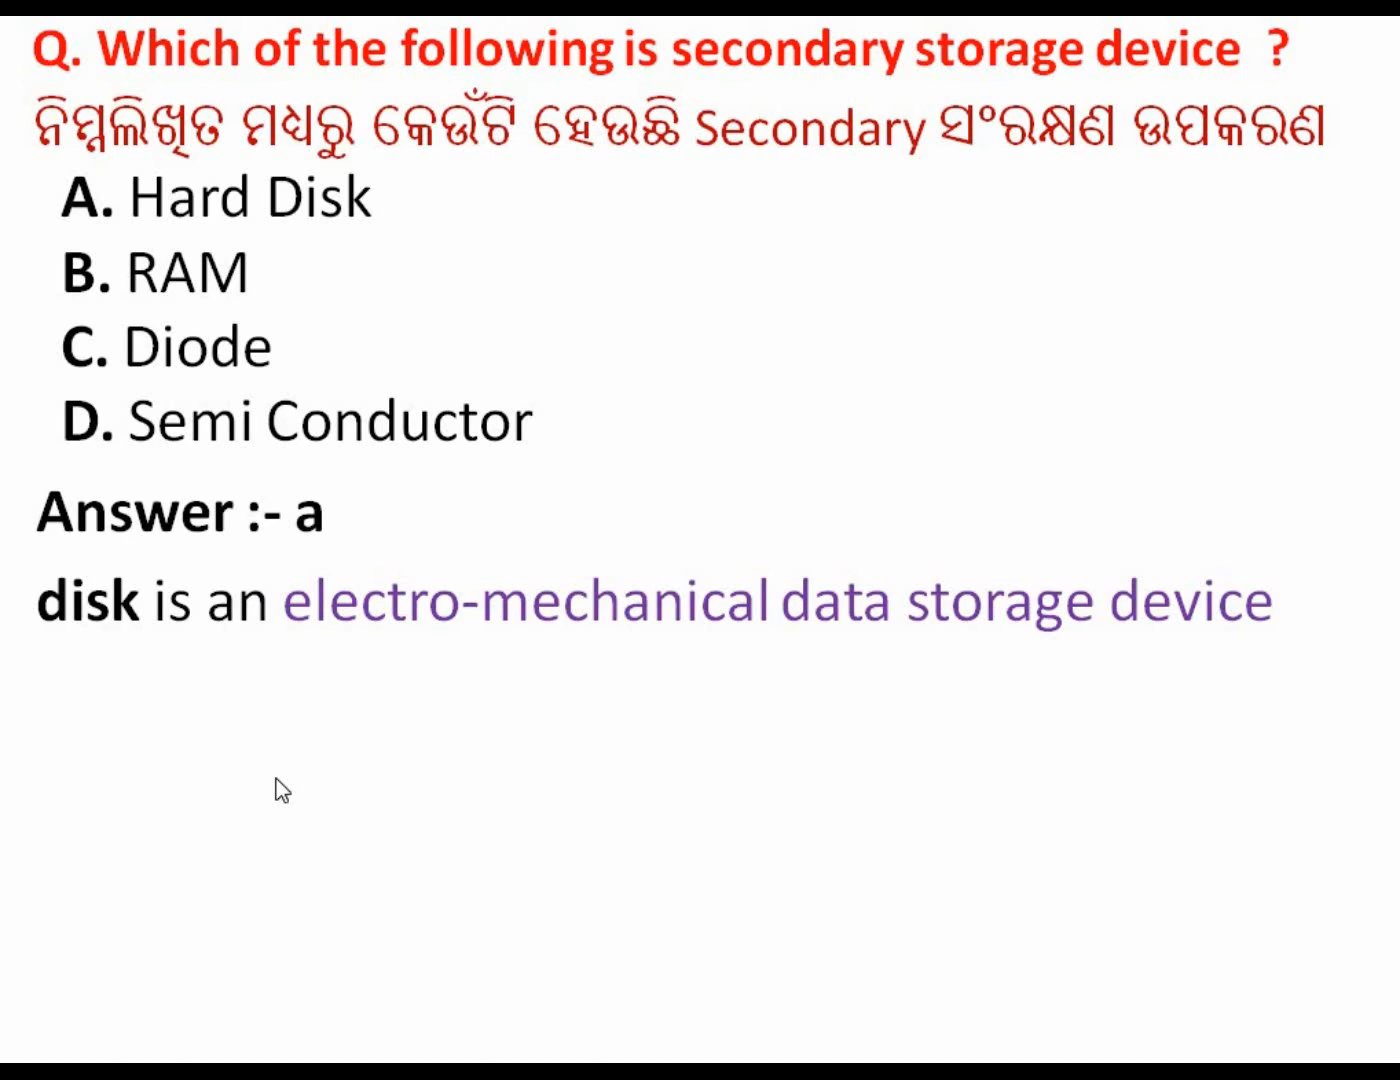 Q. Which of the following is secondary storage device ?
ନିମ୍ନଲିଖିତ ମଧ୍ୟରୁ କେଉଁଟି ହେଉଛି Secondary ସଂରକ୍ଷଣ ଉପକରଣ
A. Hard Disk
B. RAM
C. Diode
D. Semi Conductor
Answer :- a
disk is an electro-mechanical data storage device